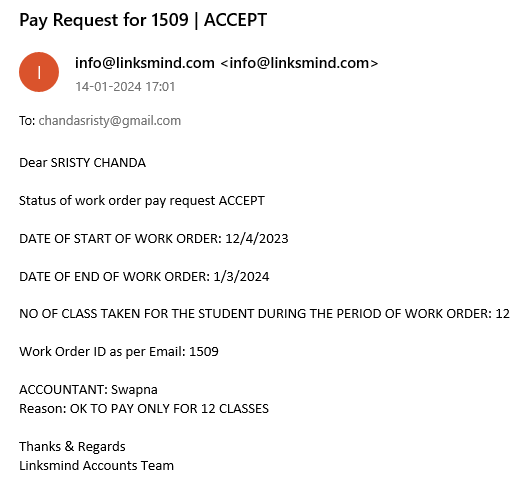 Pay Request for 1509 | ACCEPT
I
info@linksmind.com <info@linksmind.com>
14-01-2024 17:01
To: chandasristy@gmail.com
Dear SRISTY CHANDA
Status of work order pay request ACCEPT
DATE OF START OF WORK ORDER: 12/4/2023
DATE OF END OF WORK ORDER: 1/3/2024
NO OF CLASS TAKEN FOR THE STUDENT DURING THE PERIOD OF WORK ORDER: 12
Work Order ID as per Email: 1509
ACCOUNTANT: Swapna
Reason: OK TO PAY ONLY FOR 12 CLASSES
Thanks & Regards
Linksmind Accounts Team